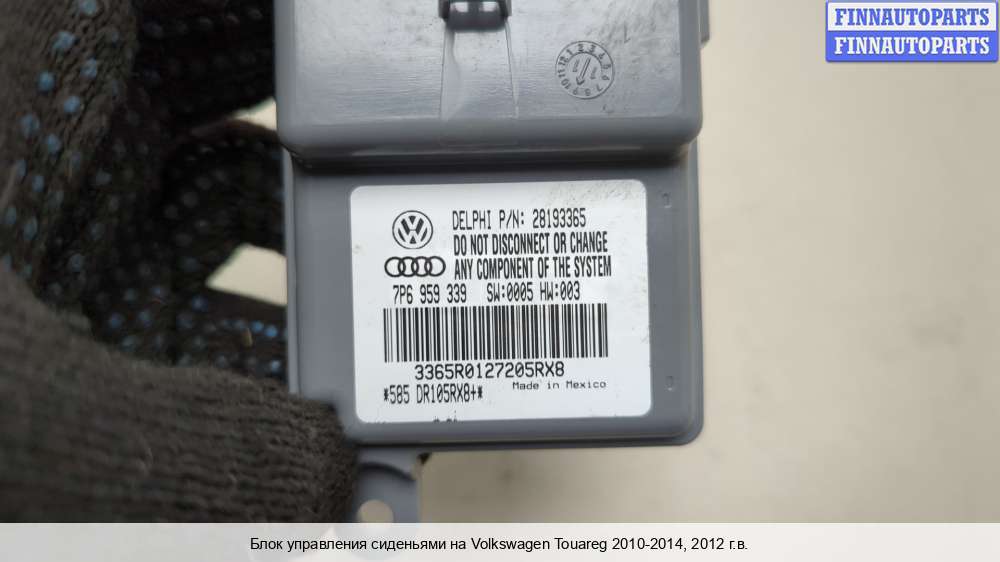 FINNAUTOPARTS
FINNAUTOPARTS
DELPHI P/N: 28193365
DO NOT DISCONNECT OR CHANGE
ANY COMPONENT OF THE SYSTEM
7P6 959 339 SW:0005 HW:003
3365R0127205RX8
Made in Mexico
*585 DR105RX8+*
Блок управления сиденьями на Volkswagen Touareg 2010-2014, 2012 г.в.